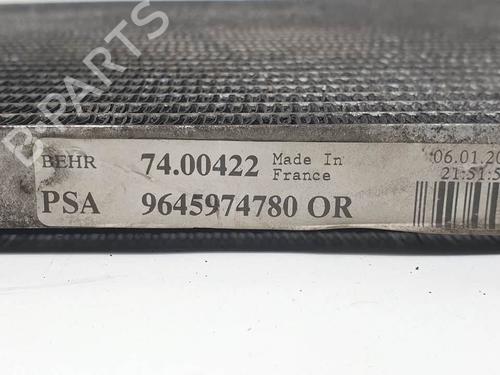 B-PARTS
BEHR 74.00422 Made In France
06.01.20
21:51:5
PSA 9645974780 OR